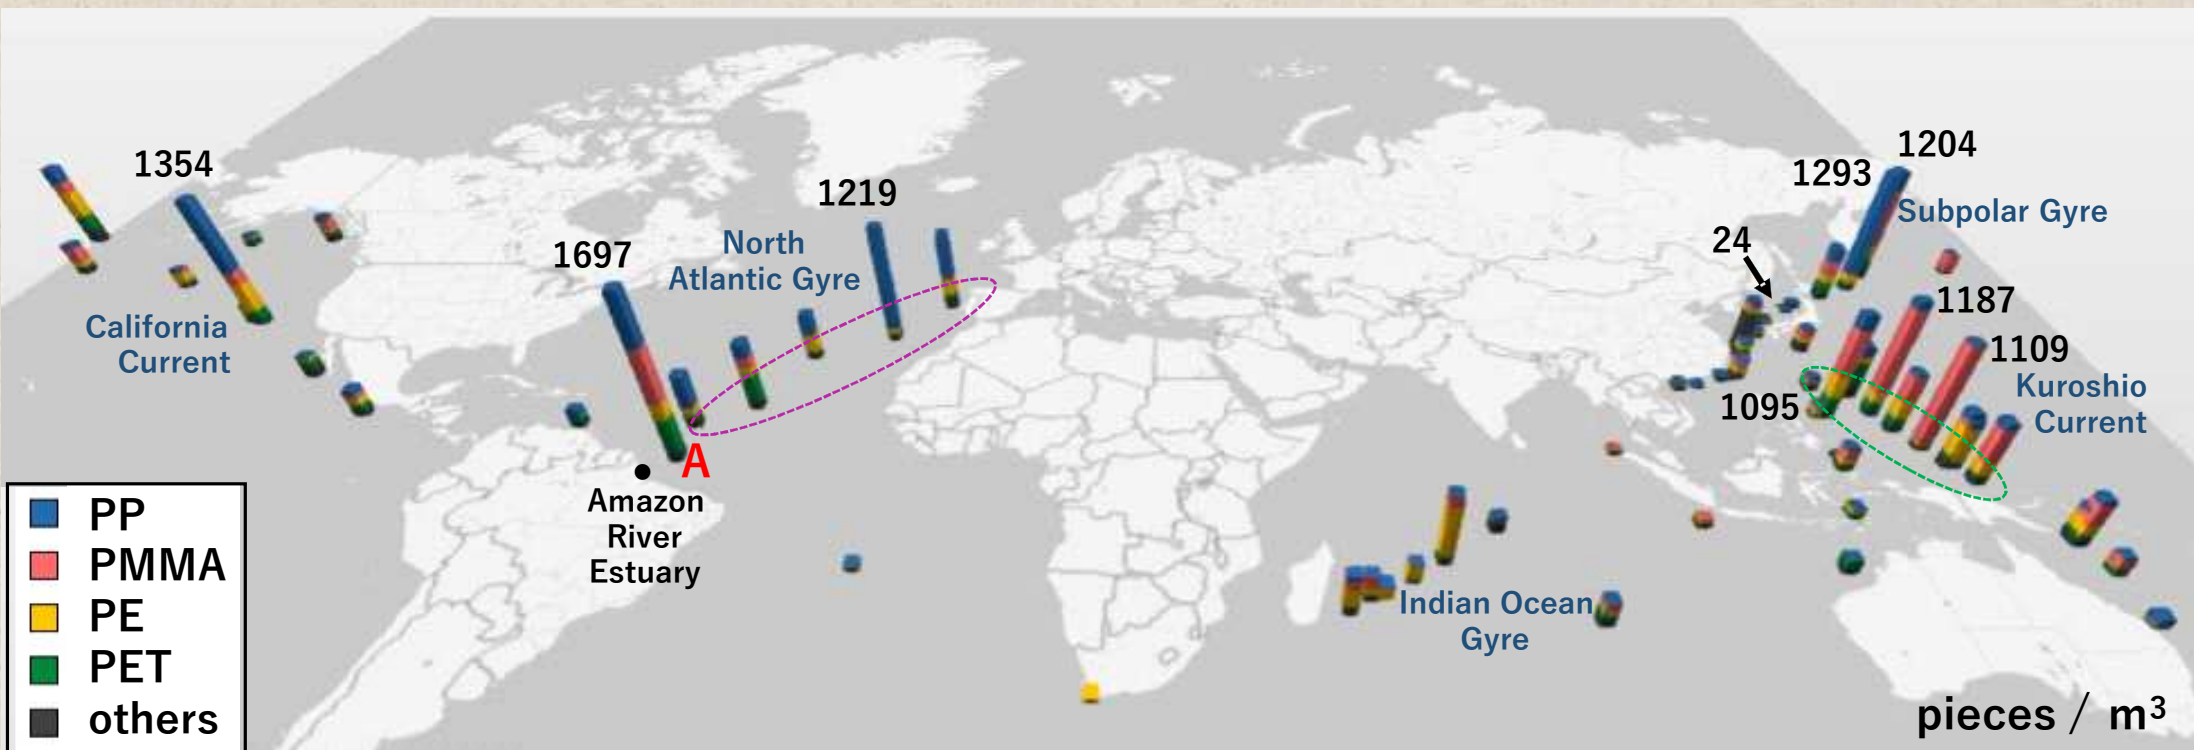 1354
1697
1219
North
Atlantic Gyre
California
Current
A
Amazon
River
Estuary
1204
1293
Subpolar Gyre
24
1187
1109
Kuroshio
Current
1095
Indian Ocean
Gyre
PP
PMMA
PE
PET
others
pieces / m³